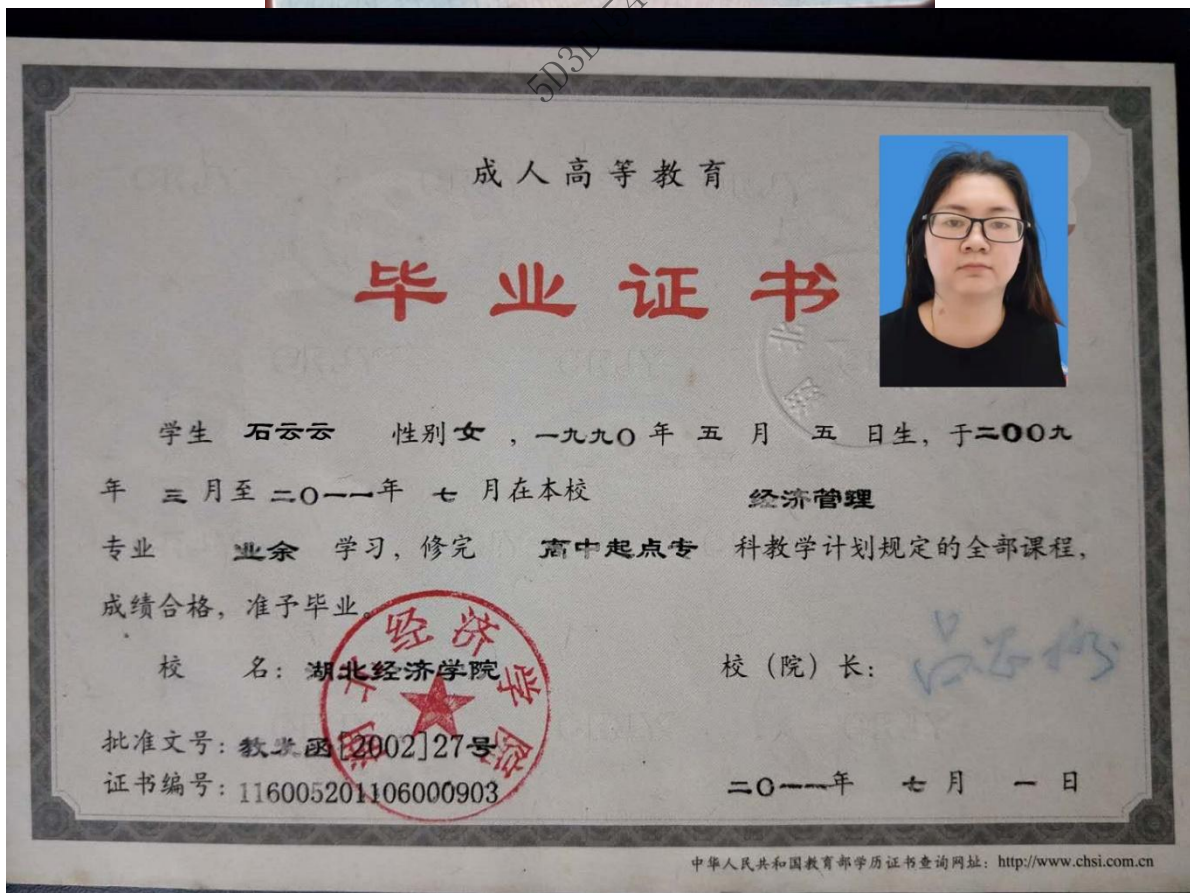 5D3
成人高等教育
毕业证书
学生 石云云 性别 女 ，一九九〇 年 五 月 五 日生，于二〇〇九
年 三 月至 二〇一一年 七 月在本校 经济管理
专业 业余 学习，修完 高中起点专 科教学计划规定的全部课程，
成绩合格，准予毕业。
校 名：湖北经济学院 校（院）长：
批准文号：教发函[2002]27号
证书编号：116005201106000903 二〇一一年 七 月 一 日
湖北经济学院
中华人民共和国教育部学历证书查询网址：http://www.chsi.com.cn